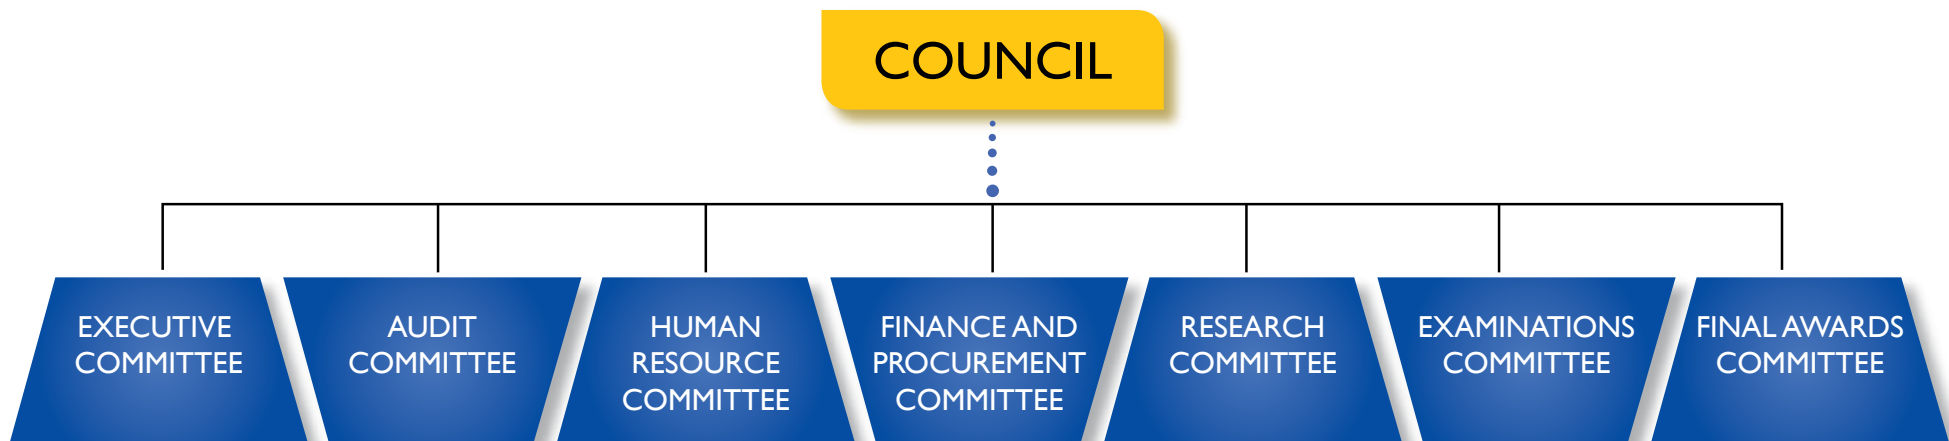 COUNCIL
EXECUTIVE
COMMITTEE
AUDIT
COMMITTEE
HUMAN
RESOURCE
COMMITTEE
FINANCE AND
PROCUREMENT
COMMITTEE
RESEARCH
COMMITTEE
EXAMINATIONS
COMMITTEE
FINAL AWARDS
COMMITTEE